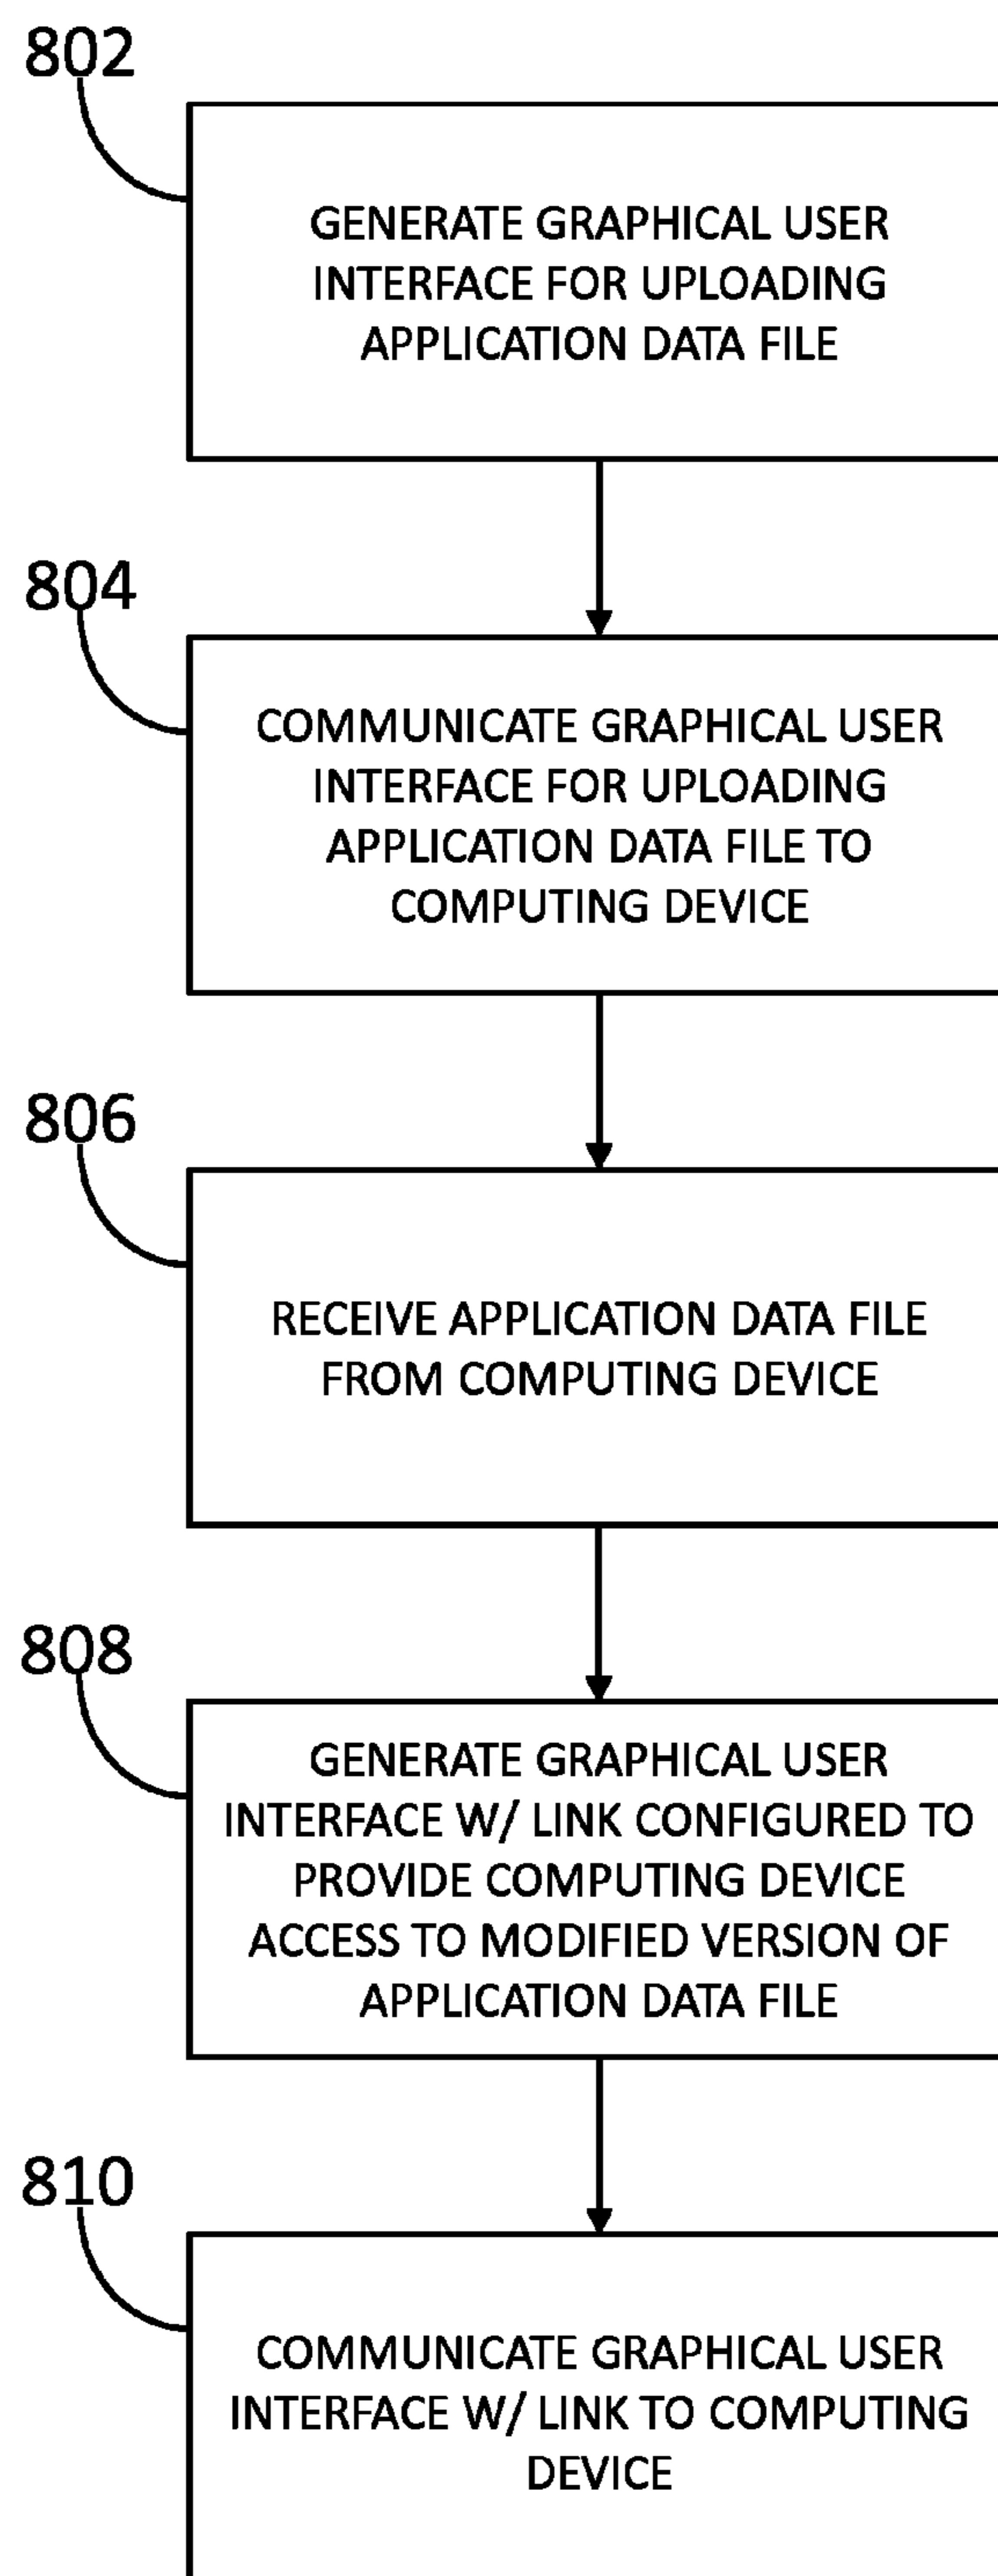 802
GENERATE GRAPHICAL USER
INTERFACE FOR UPLOADING
APPLICATION DATA FILE
804
COMMUNICATE GRAPHICAL USER
INTERFACE FOR UPLOADING
APPLICATION DATA FILE TO
COMPUTING DEVICE
806
RECEIVE APPLICATION DATA FILE
FROM COMPUTING DEVICE
808
GENERATE GRAPHICAL USER
INTERFACE W/ LINK CONFIGURED TO
PROVIDE COMPUTING DEVICE
ACCESS TO MODIFIED VERSION OF
APPLICATION DATA FILE
810
COMMUNICATE GRAPHICAL USER
INTERFACE W/ LINK TO COMPUTING
DEVICE